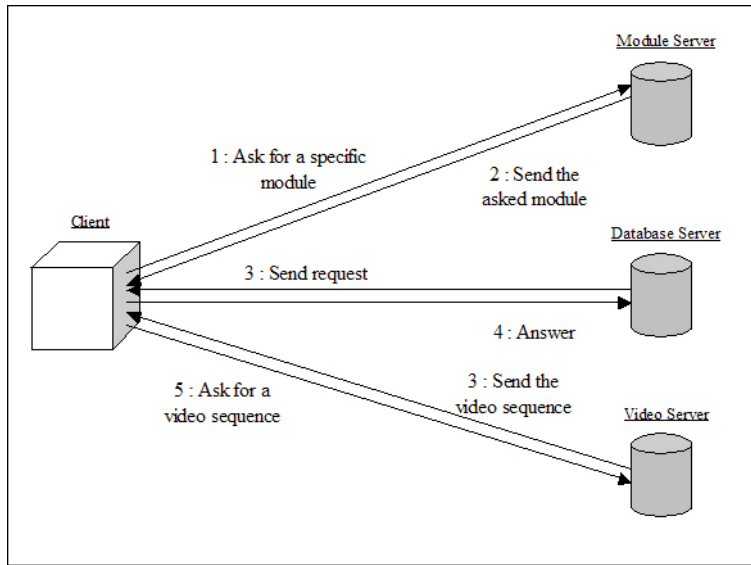 Module Server
1 : Ask for a specific
module
2 : Send the
asked module
Client
Database Server
3 : Send request
4 : Answer
5 : Ask for a
video sequence
3 : Send the
video sequence
Video Server